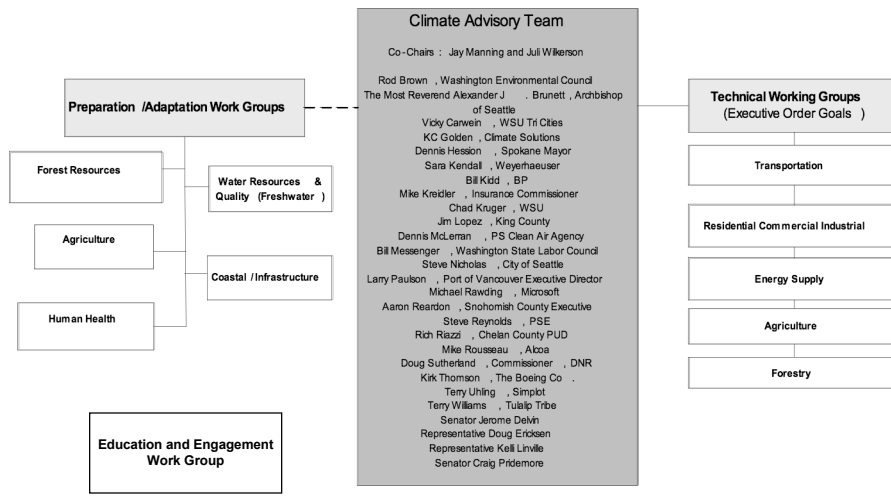 Climate Advisory Team
Co-Chairs : Jay Manning and Juli Wilkerson
Rod Brown , Washington Environmental Council
The Most Reverend Alexander J . Brunett , Archbishop
of Seattle
Vicky Carwein , WSU Tri Cities
KC Golden , Climate Solutions
Dennis Hession , Spokane Mayor
Sara Kendall , Weyerhaeuser
Bill Kidd , BP
Mike Kreidler , Insurance Commissioner
Chad Kruger , WSU
Jim Lopez , King County
Dennis McLerran , PS Clean Air Agency
Bill Messenger , Washington State Labor Council
Steve Nicholas , City of Seattle
Larry Paulson , Port of Vancouver Executive Director
Michael Rawding , Microsoft
Aaron Reardon , Snohomish County Executive
Steve Reynolds , PSE
Rich Riazzi , Chelan County PUD
Mike Rousseau , Alcoa
Doug Sutherland , Commissioner , DNR
Kirk Thomson , The Boeing Co .
Terry Uhling , Simplot
Terry Williams , Tulalip Tribe
Senator Jerome Delvin
Representative Doug Ericksen
Representative Kelli Linville
Senator Craig Pridemore
Preparation /Adaptation Work Groups
Forest Resources
Water Resources &
Quality (Freshwater )
Agriculture
Coastal / Infrastructure
Human Health
Education and Engagement
Work Group
Technical Working Groups
(Executive Order Goals )
Transportation
Residential Commercial Industrial
Energy Supply
Agriculture
Forestry